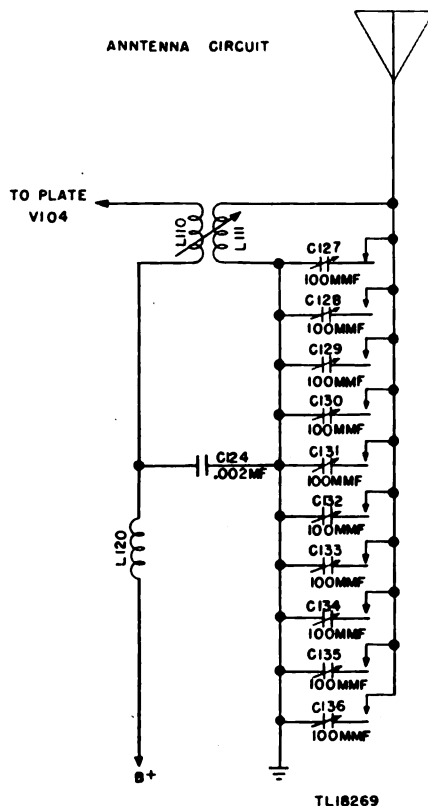 ANNTENNA CIRCUIT
TO PLATE
V104
L110
L111
C127
100MMF
C128
100MMF
C129
100MMF
C130
100MMF
C131
100MMF
C124
.002MF
C132
100MMF
L120
C133
100MMF
C134
100MMF
C135
100MMF
C136
100MMF
B+
TL18269